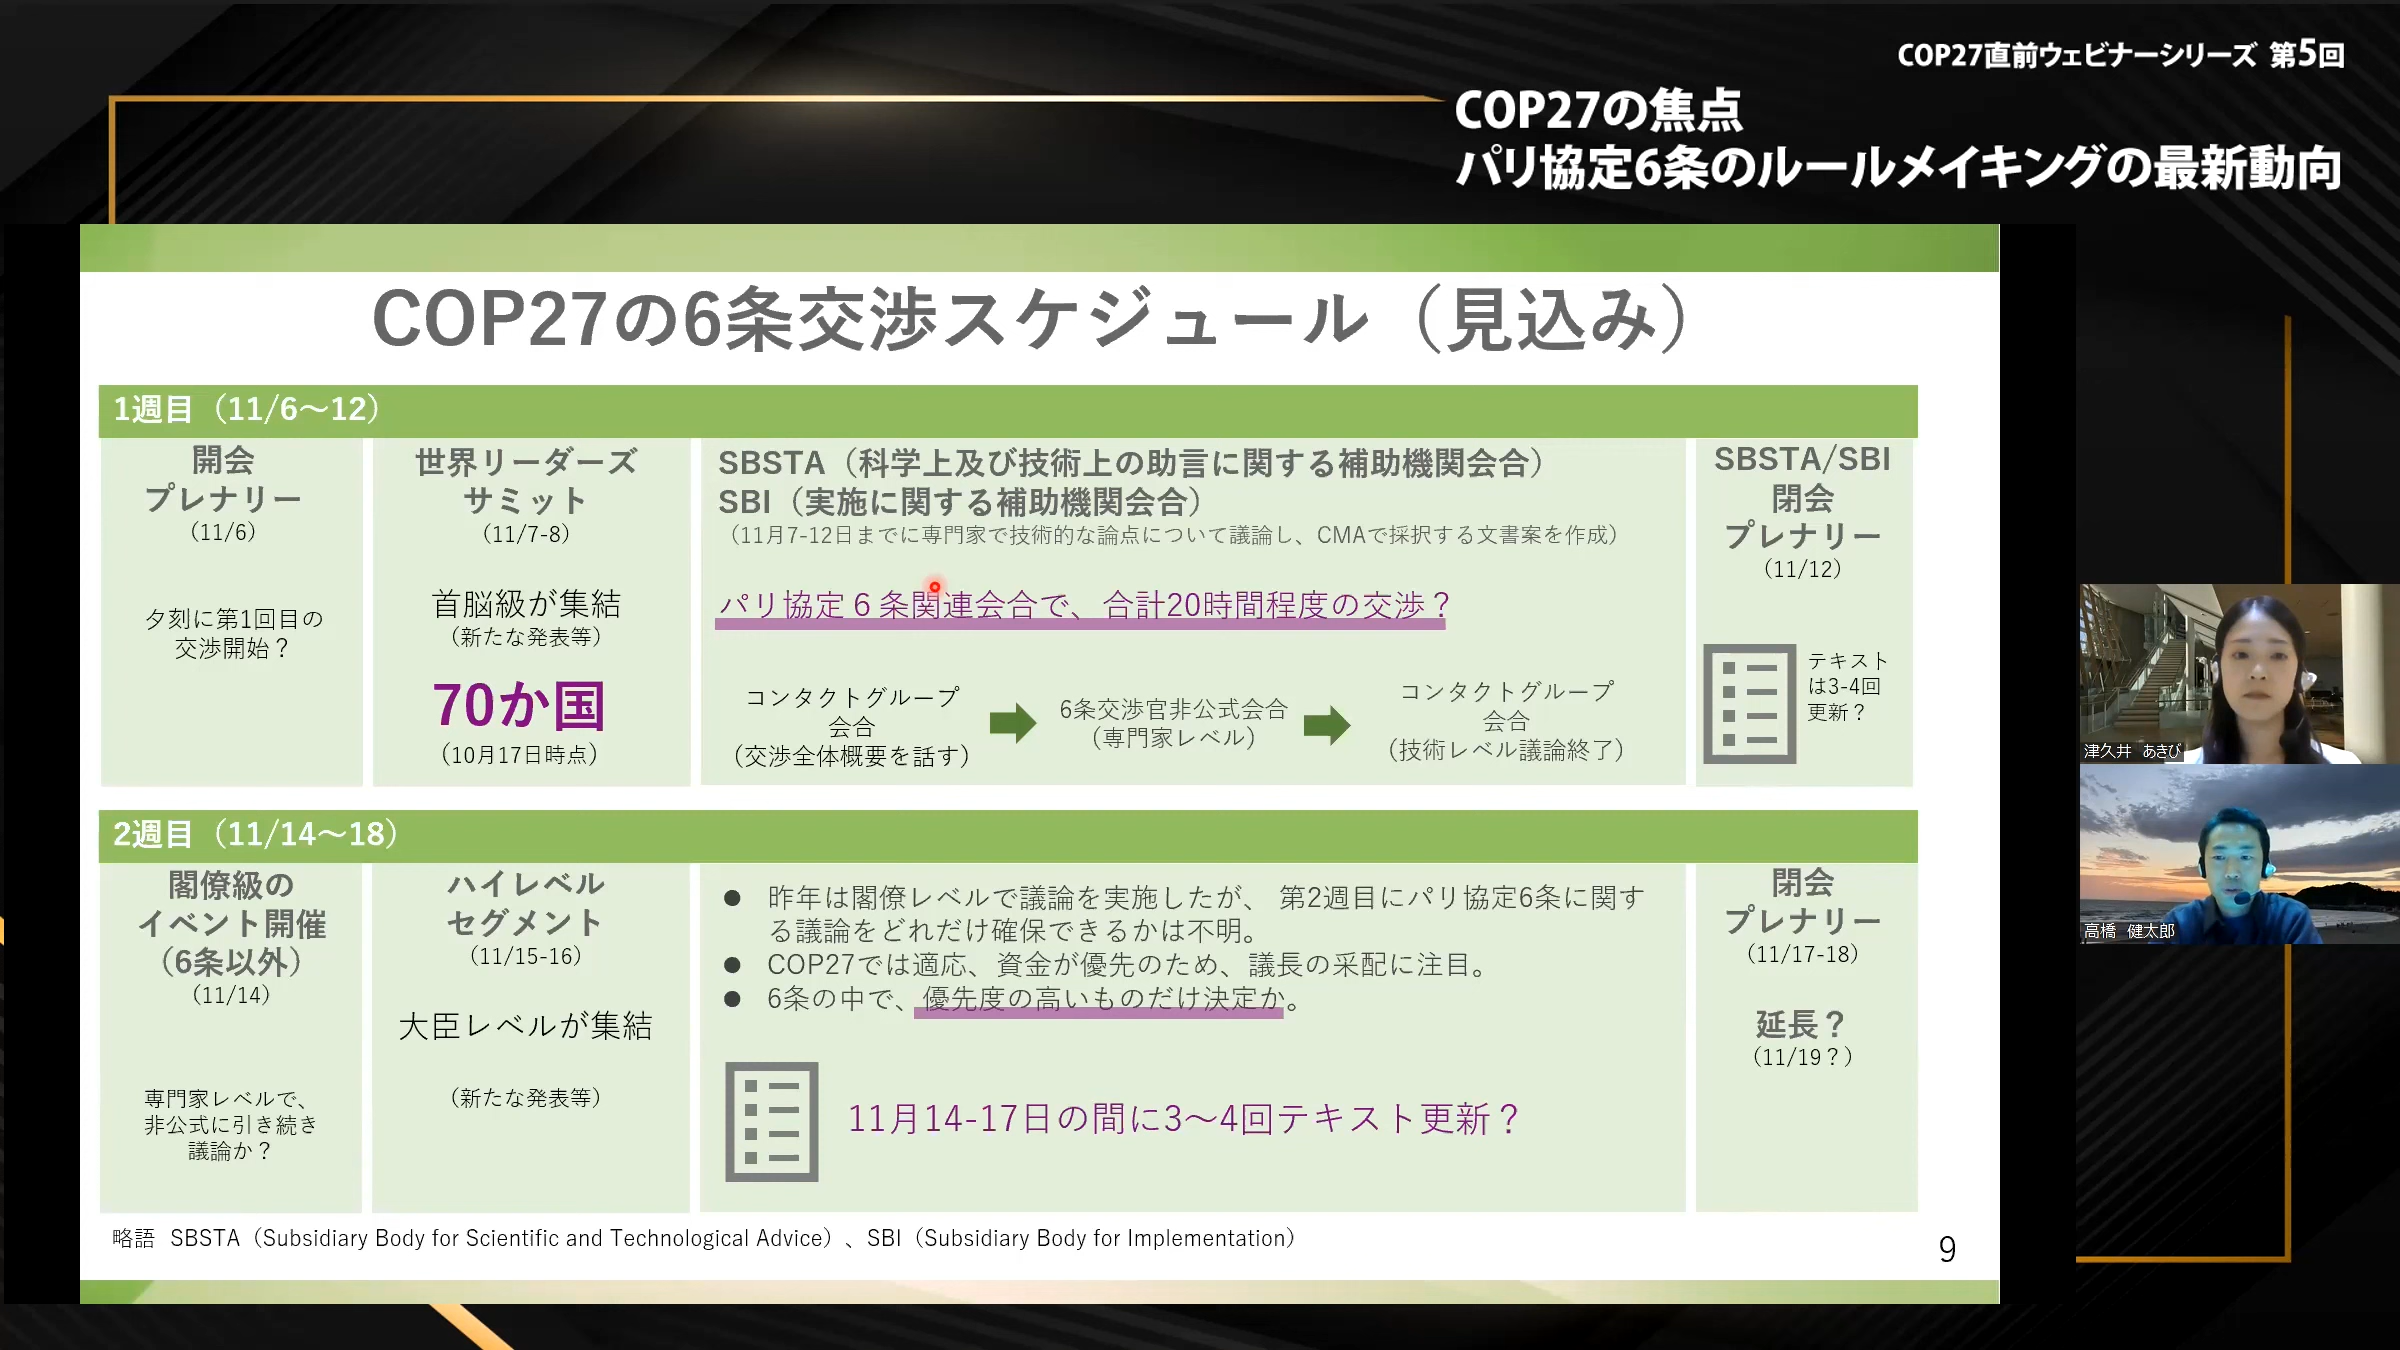 COP27直前ウェビナーシリーズ 第5回
COP27の焦点
パリ協定6条のルールメイキングの最新動向
COP27の6条交渉スケジュール（見込み）
1週目（11/6～12）
開会
プレナリー
（11/6）
夕刻に第1回目の
交渉開始？
世界リーダーズ
サミット
（11/7-8）
首脳級が集結
（新たな発表等）
70か国
（10月17日時点）
SBSTA（科学上及び技術上の助言に関する補助機関会合）
SBI（実施に関する補助機関会合）
（11月7-12日までに専門家で技術的な論点について議論し、CMAで採択する文書案を作成）
パリ協定６条関連会合で、合計20時間程度の交渉？
コンタクトグループ
会合
（交渉全体概要を話す）
6条交渉官非公式会合
（専門家レベル）
コンタクトグループ
会合
（技術レベル議論終了）
SBSTA/SBI
閉会
プレナリー
（11/12）
テキスト
は3-4回
更新？
2週目（11/14～18）
閣僚級の
イベント開催
（6条以外）
（11/14）
専門家レベルで、
非公式に引き続き
議論か？
ハイレベル
セグメント
（11/15-16）
大臣レベルが集結
（新たな発表等）
● 昨年は閣僚レベルで議論を実施したが、 第2週目にパリ協定6条に関す
る議論をどれだけ確保できるかは不明。
● COP27では適応、資金が優先のため、議長の采配に注目。
● 6条の中で、優先度の高いものだけ決定か。
11月14-17日の間に3～4回テキスト更新？
閉会
プレナリー
（11/17-18）
延長？
（11/19？）
略語 SBSTA（Subsidiary Body for Scientific and Technological Advice）、SBI（Subsidiary Body for Implementation）
9
津久井 あきび
高橋 健太郎